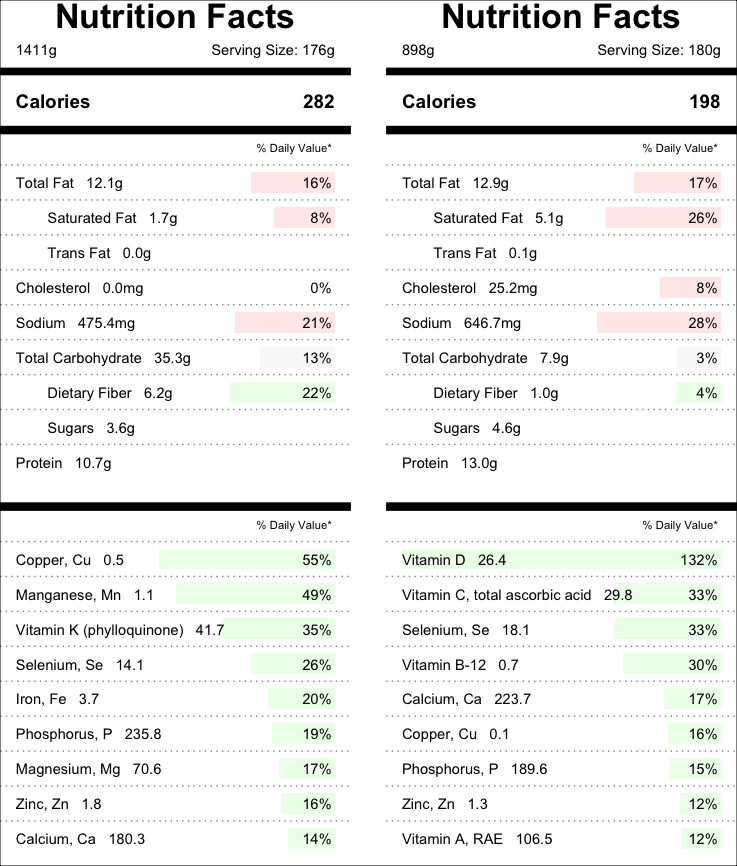 Nutrition Facts
1411g Serving Size: 176g
Calories 282
% Daily Value*
Total Fat 12.1g 16%
Saturated Fat 1.7g 8%
Trans Fat 0.0g
Cholesterol 0.0mg 0%
Sodium 475.4mg 21%
Total Carbohydrate 35.3g 13%
Dietary Fiber 6.2g 22%
Sugars 3.6g
Protein 10.7g
% Daily Value*
Copper, Cu 0.5 55%
Manganese, Mn 1.1 49%
Vitamin K (phylloquinone) 41.7 35%
Selenium, Se 14.1 26%
Iron, Fe 3.7 20%
Phosphorus, P 235.8 19%
Magnesium, Mg 70.6 17%
Zinc, Zn 1.8 16%
Calcium, Ca 180.3 14%
Nutrition Facts
898g Serving Size: 180g
Calories 198
% Daily Value*
Total Fat 12.9g 17%
Saturated Fat 5.1g 26%
Trans Fat 0.1g
Cholesterol 25.2mg 8%
Sodium 646.7mg 28%
Total Carbohydrate 7.9g 3%
Dietary Fiber 1.0g 4%
Sugars 4.6g
Protein 13.0g
% Daily Value*
Vitamin D 26.4 132%
Vitamin C, total ascorbic acid 29.8 33%
Selenium, Se 18.1 33%
Vitamin B-12 0.7 30%
Calcium, Ca 223.7 17%
Copper, Cu 0.1 16%
Phosphorus, P 189.6 15%
Zinc, Zn 1.3 12%
Vitamin A, RAE 106.5 12%